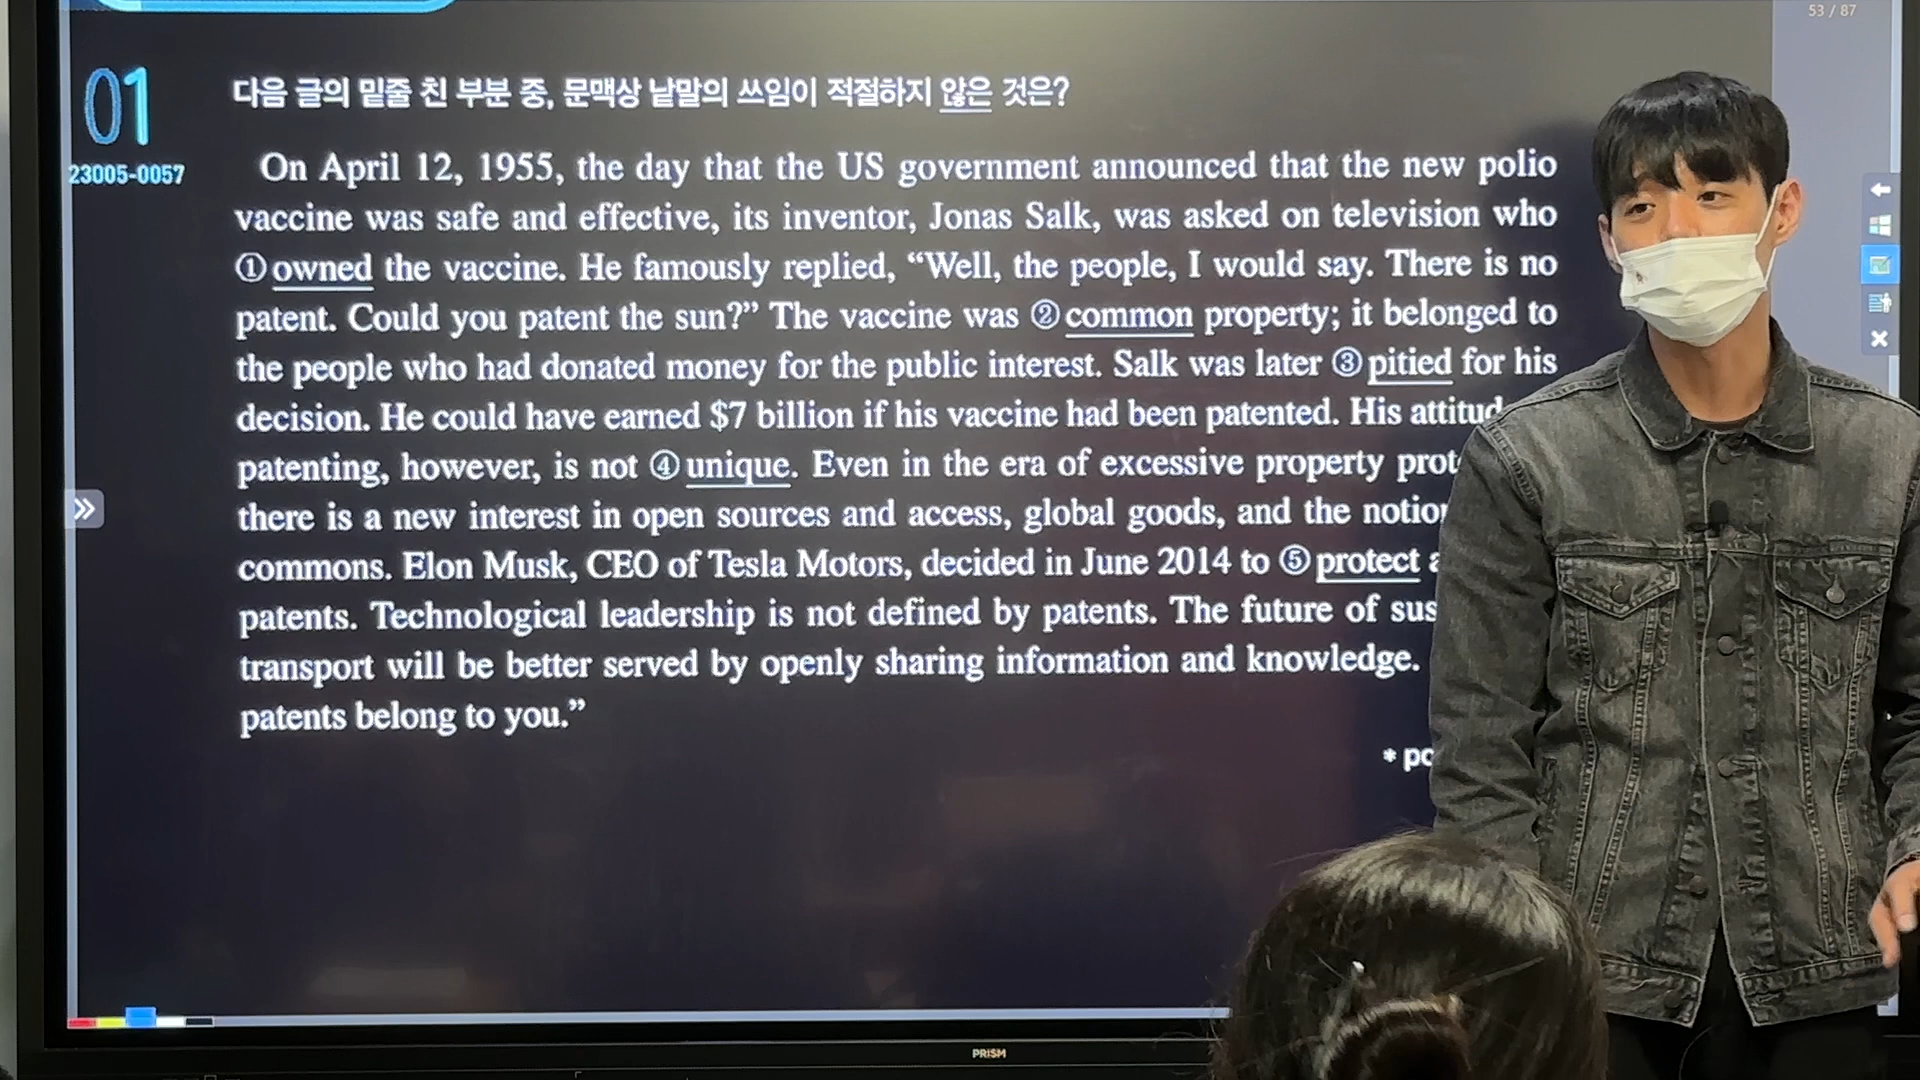 53 / 87
01
다음 글의 밑줄 친 부분 중, 문맥상 낱말의 쓰임이 적절하지 않은 것은?
23005-0057
On April 12, 1955, the day that the US government announced that the new polio
vaccine was safe and effective, its inventor, Jonas Salk, was asked on television who
① owned the vaccine. He famously replied, “Well, the people, I would say. There is no
patent. Could you patent the sun?” The vaccine was ② common property; it belonged to
the people who had donated money for the public interest. Salk was later ③ pitied for his
decision. He could have earned $7 billion if his vaccine had been patented. His
patenting, however, is not ④ unique. Even in the era of excessive property
there is a new interest in open sources and access, global goods, and the
commons. Elon Musk, CEO of Tesla Motors, decided in June 2014 to ⑤ protect
patents. Technological leadership is not defined by patents. The future of
transport will be better served by openly sharing information and knowledge.
patents belong to you.”
*
PRISM